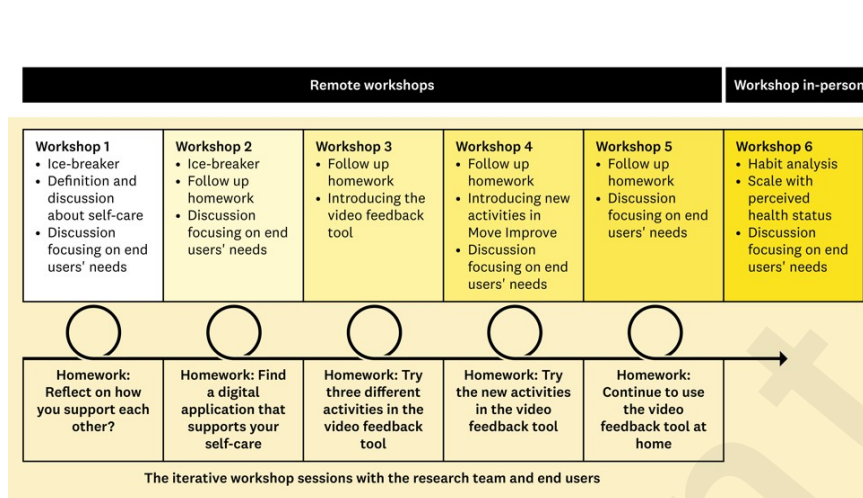 Remote workshops
Workshop in-person
Workshop 1
• Ice-breaker
• Definition and
discussion
about self-care
• Discussion
focusing on end
users' needs
Workshop 2
• Ice-breaker
• Follow up
homework
• Discussion
focusing on end
users' needs
Workshop 3
• Follow up
homework
• Introducing the
video feedback
tool
Workshop 4
• Follow up
homework
• Introducing new
activities in
Move Improve
• Discussion
focusing on end
users' needs
Workshop 5
• Follow up
homework
• Discussion
focusing on end
users' needs
Workshop 6
• Habit analysis
• Scale with
perceived
health status
• Discussion
focusing on end
users' needs
Homework:
Reflect on how
you support each
other?
Homework: Find
a digital
application that
supports your
self-care
Homework: Try
three different
activities in the
video feedback
tool
Homework: Try
the new activities
in the video
feedback tool
Homework:
Continue to use
the video
feedback tool at
home
The iterative workshop sessions with the research team and end users